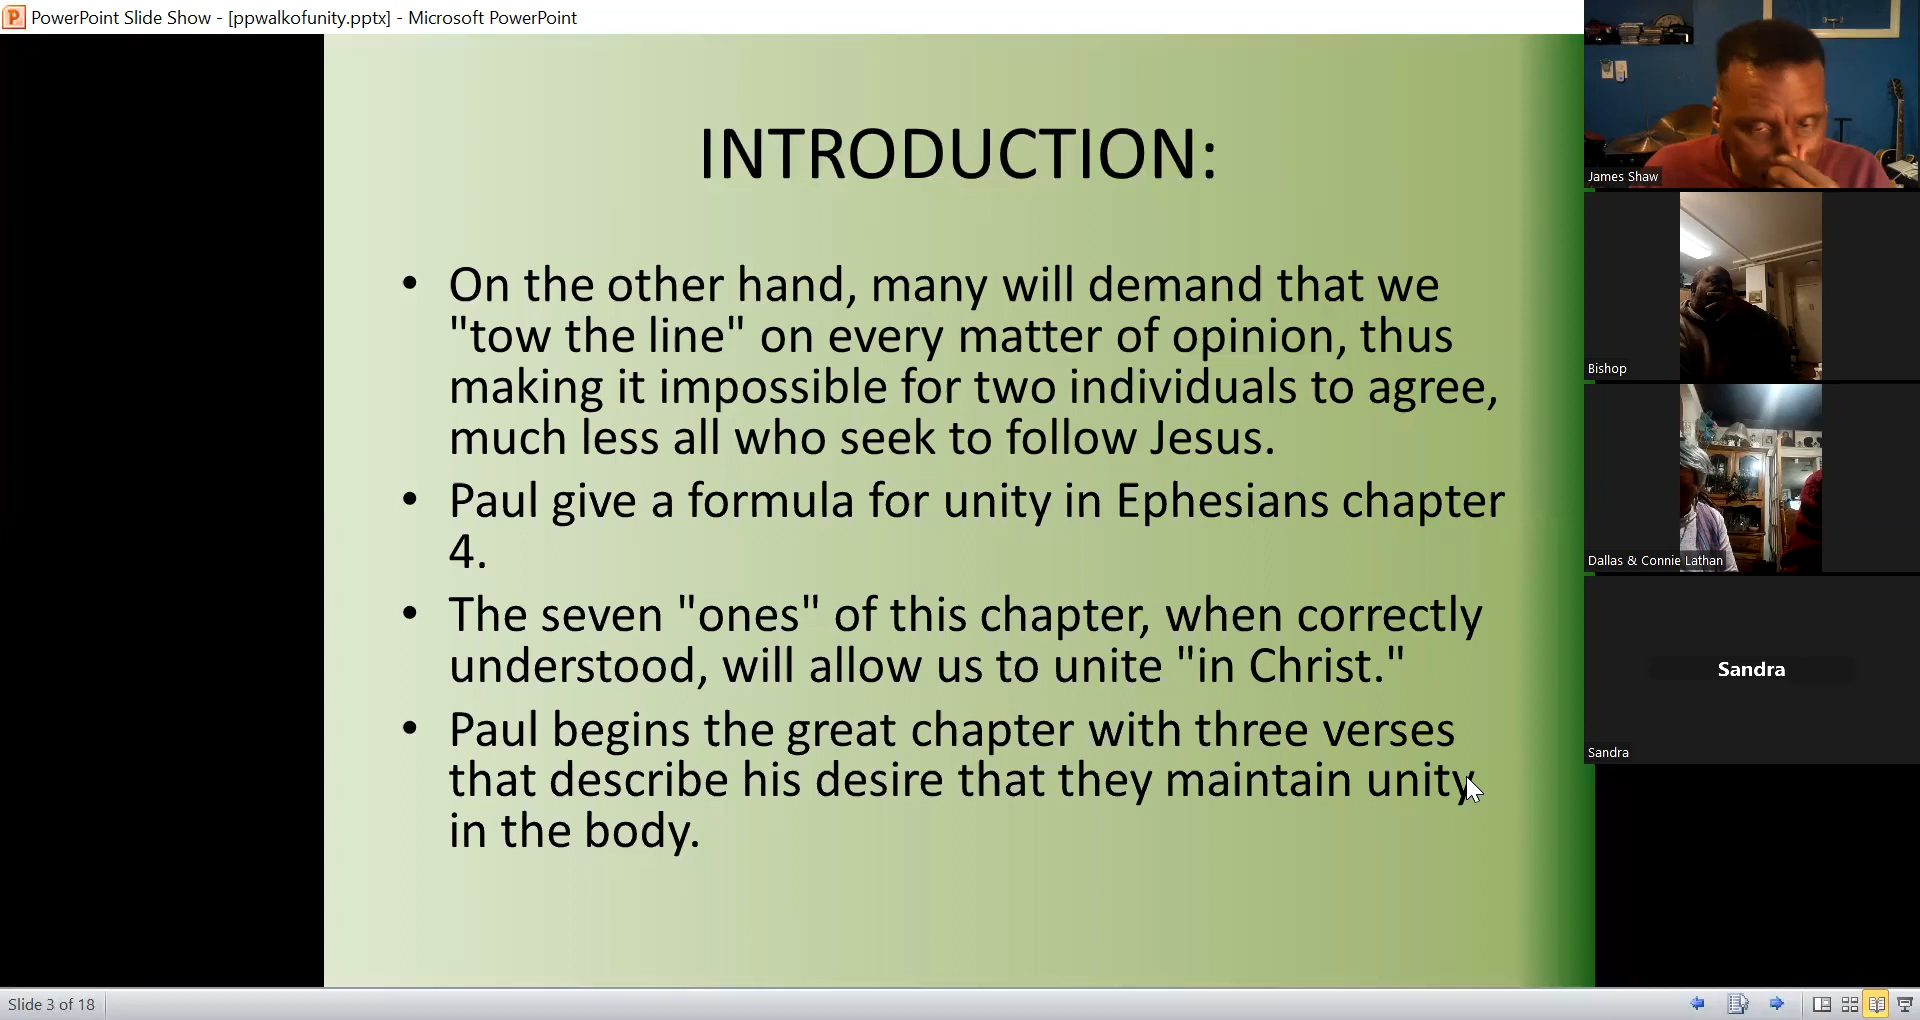 PowerPoint Slide Show - [ppwalkofunity.pptx] - Microsoft PowerPoint
INTRODUCTION:
• On the other hand, many will demand that we
"tow the line" on every matter of opinion, thus
making it impossible for two individuals to agree,
much less all who seek to follow Jesus.
• Paul give a formula for unity in Ephesians chapter
4.
• The seven "ones" of this chapter, when correctly
understood, will allow us to unite "in Christ."
• Paul begins the great chapter with three verses
that describe his desire that they maintain unity
in the body.
James Shaw
Bishop
Dallas & Connie Lathan
Sandra
Sandra
Slide 3 of 18